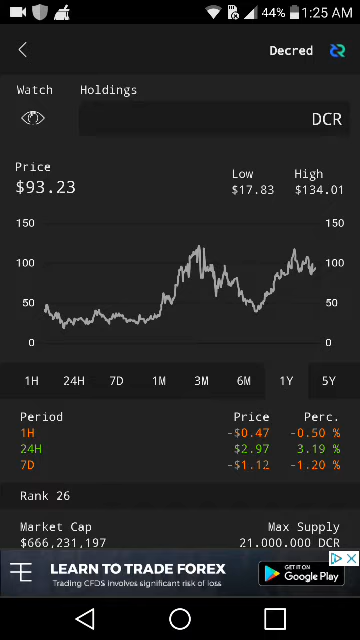 44% 1:25 AM
Decred
Watch Holdings
DCR
Price
$93.23
Low High
$17.83 $134.01
150 150
100 100
50 50
0 0
1H 24H 7D 1M 3M 6M 1Y 5Y
Period Price Perc.
1H -$0.47 -0.50 %
24H $2.97 3.19 %
7D -$1.12 -1.20 %
Rank 26
Market Cap Max Supply
$666,231,197 21.000.000 DCR
LEARN TO TRADE FOREX
Trading CFDs involves significant risk of loss
GET IT ON
Google Play